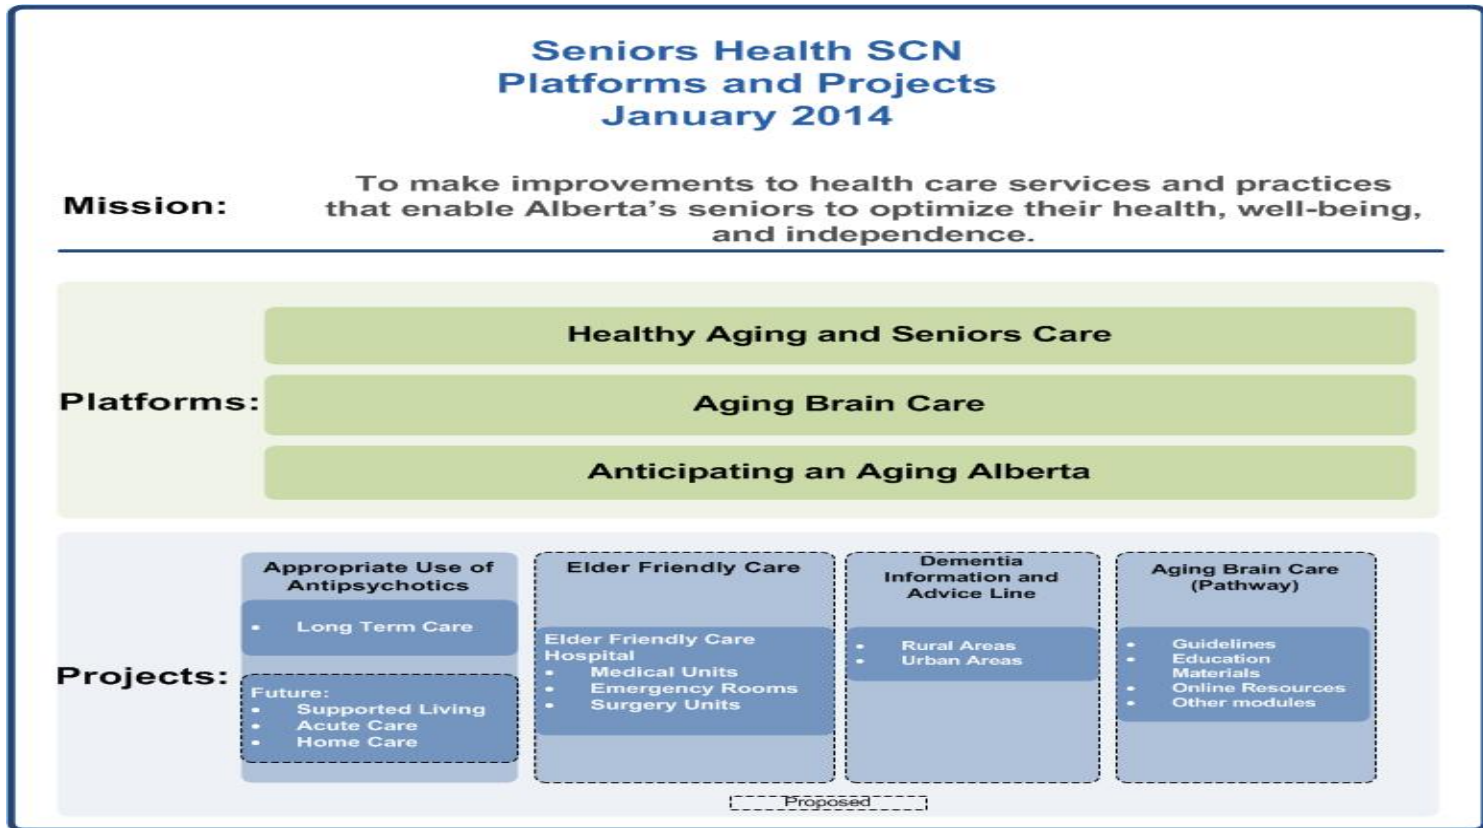 Seniors Health SCN
Platforms and Projects
January 2014
Mission:
To make improvements to health care services and practices
that enable Alberta's seniors to optimize their health, well-being,
and independence.
Platforms:
Healthy Aging and Seniors Care
Aging Brain Care
Anticipating an Aging Alberta
Projects:
Appropriate Use of
Antipsychotics
• Long Term Care
Future:
• Supported Living
• Acute Care
• Home Care
Elder Friendly Care
Elder Friendly Care
Hospital
• Medical Units
• Emergency Rooms
• Surgery Units
Dementia
Information and
Advice Line
• Rural Areas
• Urban Areas
Aging Brain Care
(Pathway)
• Guidelines
• Education
Materials
• Online Resources
• Other modules
Proposed